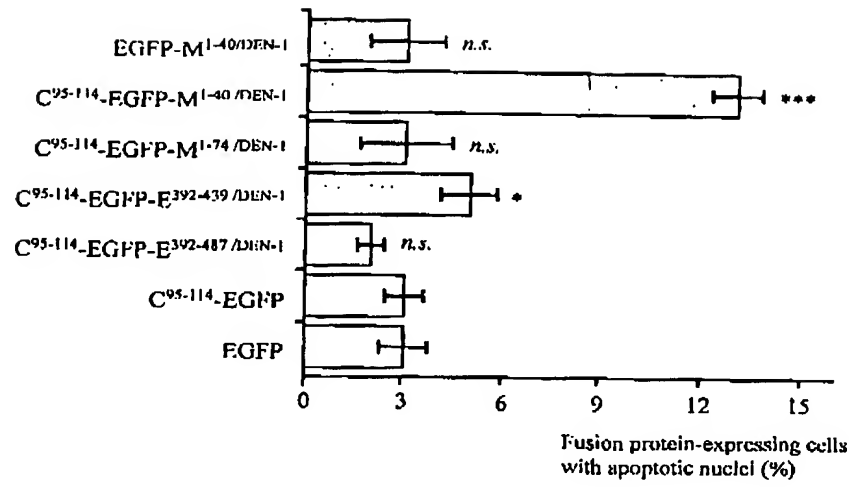 EGFP-M1-40/DEN-1 n.s.
C95-114-EGFP-M1-40/DEN-1 ***
C95-114-EGFP-M1-74/DEN-1 n.s.
C95-114-EGFP-E392-439/DEN-1 *
C95-114-EGFP-E392-487/DEN-1 n.s.
C95-114-EGFP
EGFP
0 3 6 9 12 15
Fusion protein-expressing cells
with apoptotic nuclei (%)